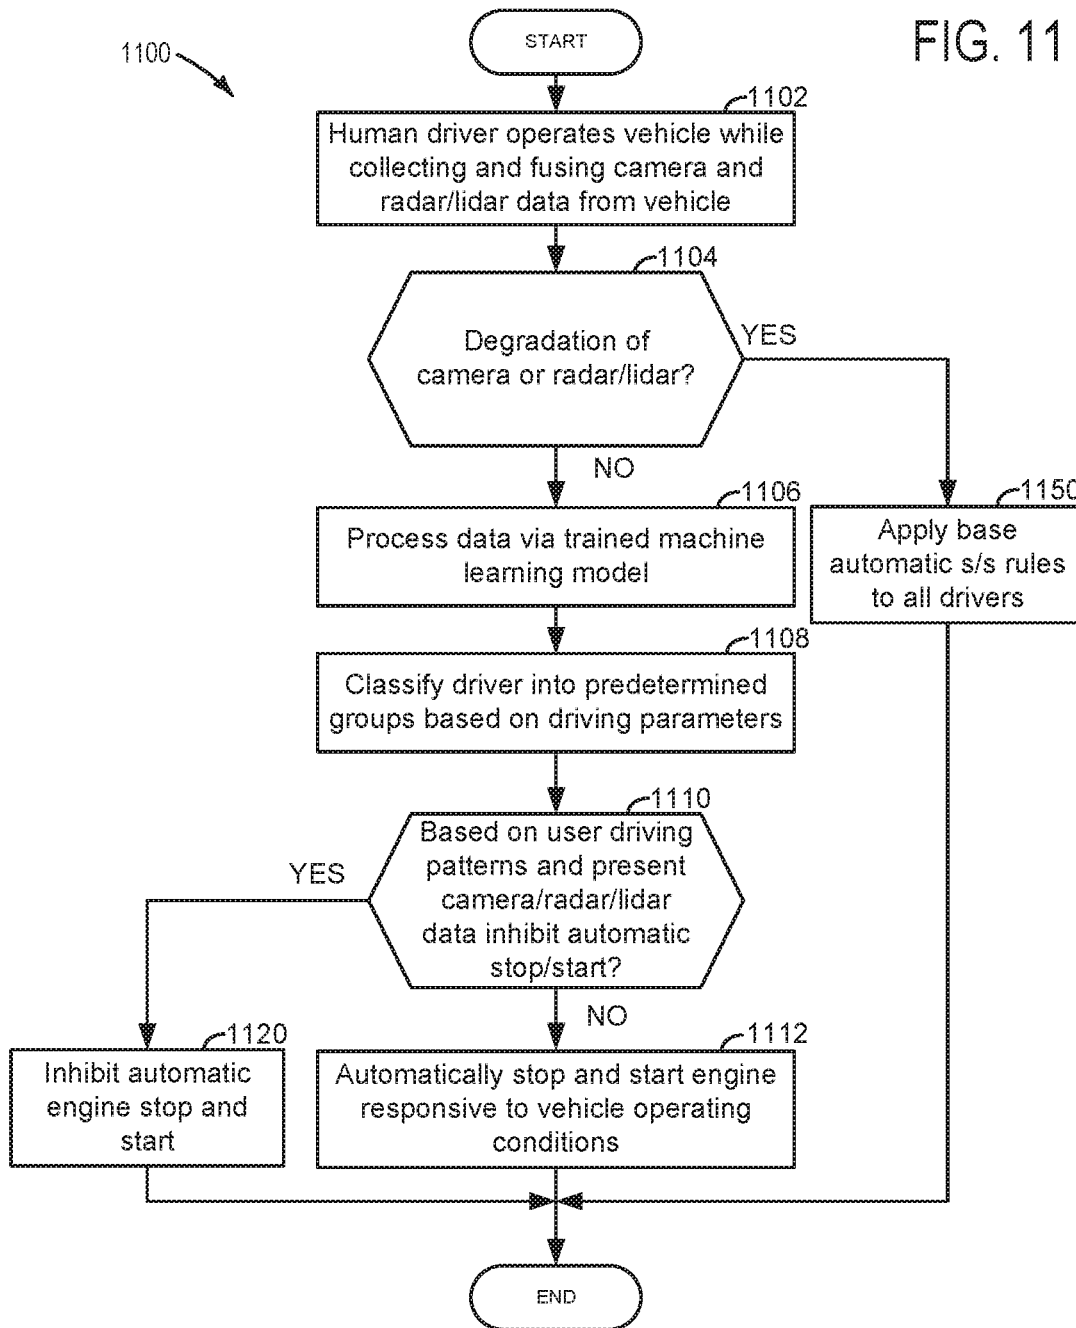 FIG. 11
1100
START
1102
Human driver operates vehicle while
collecting and fusing camera and
radar/lidar data from vehicle
1104
Degradation of
camera or radar/lidar?
YES
NO
1106
Process data via trained machine
learning model
1150
Apply base
automatic s/s rules
to all drivers
1108
Classify driver into predetermined
groups based on driving parameters
1110
Based on user driving
patterns and present
camera/radar/lidar
data inhibit automatic
stop/start?
YES
NO
1120
Inhibit automatic
engine stop and
start
1112
Automatically stop and start engine
responsive to vehicle operating
conditions
END